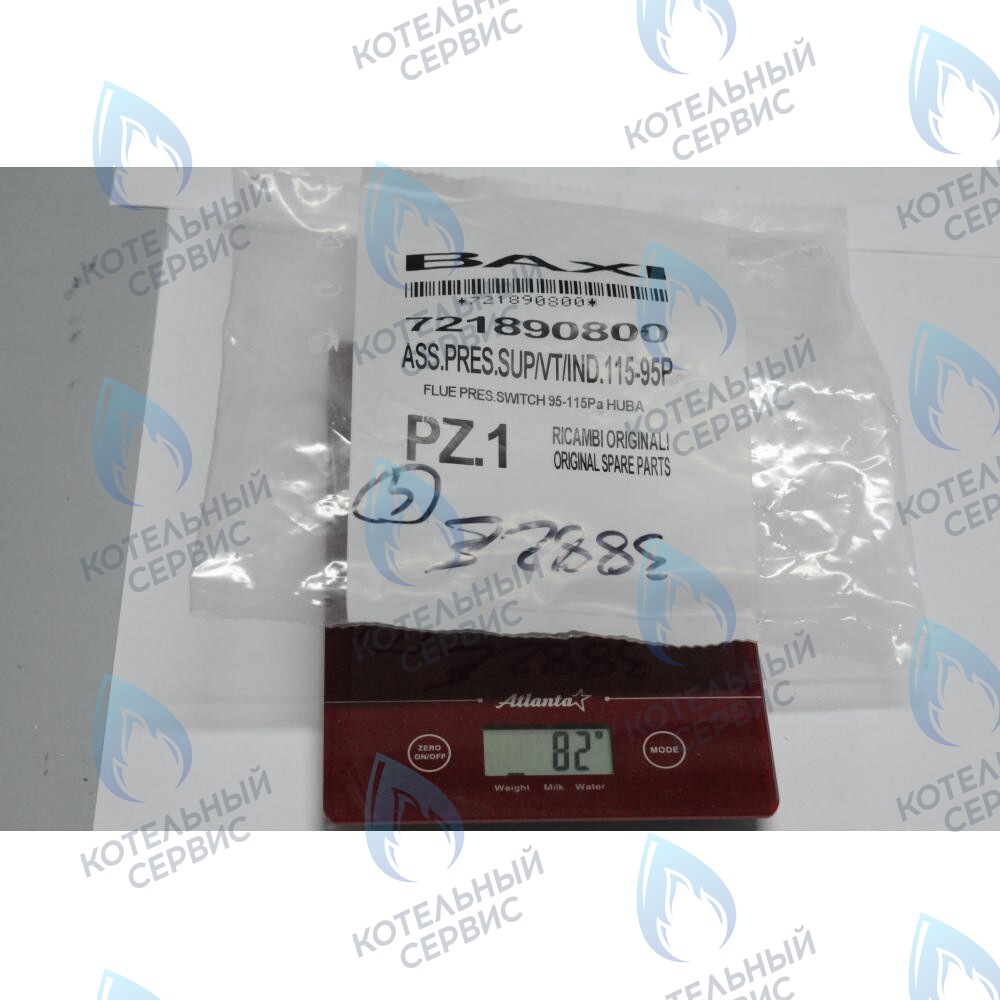 BAXI
*721890800*
721890800
ASS.PRES.SUP/VT/IND.115-95P
FLUE PRES.SWITCH 95-115Pa HUBA
PZ.1
RICAMBI ORIGINALI
ORIGINAL SPARE PARTS
Atlanta
ZERO
ON/OFF
82°
MODE
Weight Milk Water
КОТЕЛЬНЫЙ
СЕРВИС